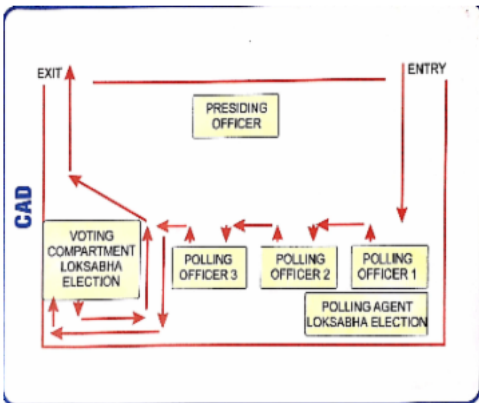 EXIT
ENTRY
PRESIDING
OFFICER
CAD
VOTING
COMPARTMENT
LOKSABHA
ELECTION
POLLING
OFFICER 3
POLLING
OFFICER 2
POLLING
OFFICER 1
POLLING AGENT
LOKSABHA ELECTION